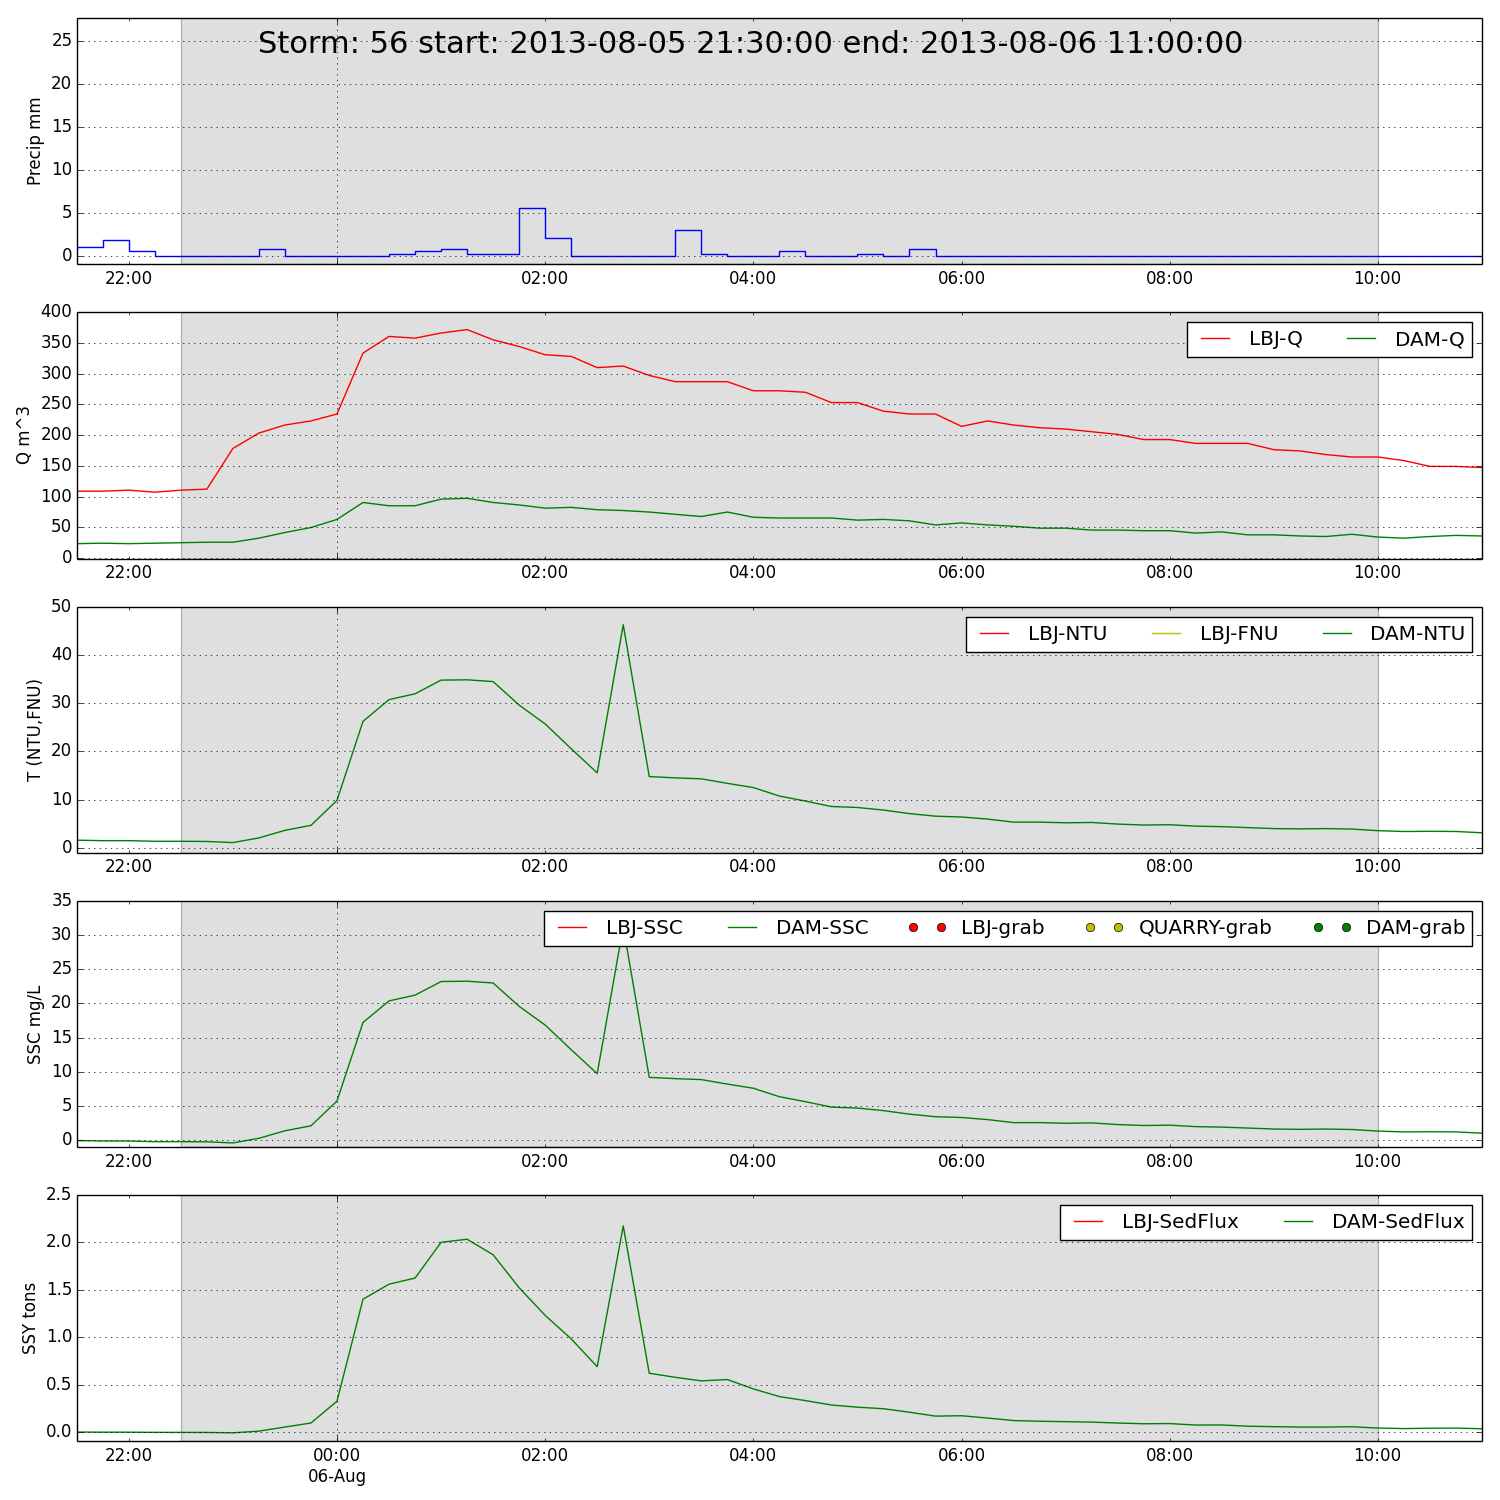 Storm: 56 start: 2013-08-05 21:30:00 end: 2013-08-06 11:00:00
25
20
15
10
5
0
Precip mm
22:00 02:00 04:00 06:00 08:00 10:00
400
350
300
250
200
150
100
50
0
Q m^3
LBJ-Q DAM-Q
22:00 02:00 04:00 06:00 08:00 10:00
50
40
30
20
10
0
T (NTU,FNU)
LBJ-NTU LBJ-FNU DAM-NTU
22:00 02:00 04:00 06:00 08:00 10:00
35
30
25
20
15
10
5
0
SSC mg/L
LBJ-SSC DAM-SSC LBJ-grab QUARRY-grab DAM-grab
22:00 02:00 04:00 06:00 08:00 10:00
2.5
2.0
1.5
1.0
0.5
0.0
SSY tons
LBJ-SedFlux DAM-SedFlux
22:00 00:00 02:00 04:00 06:00 08:00 10:00
06-Aug